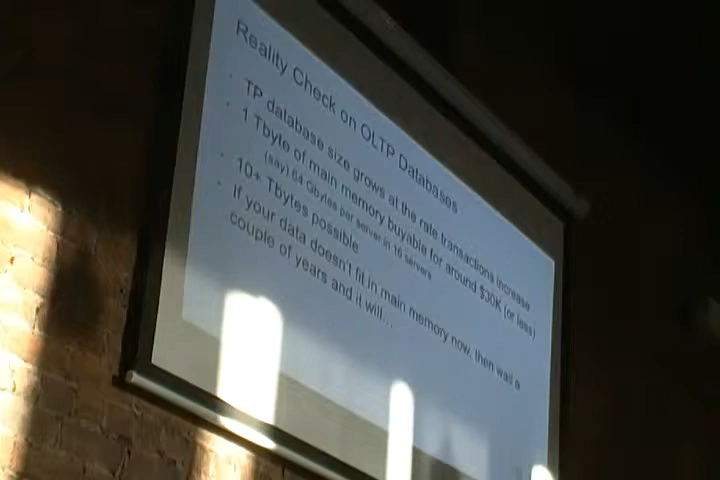 Reality Check on OLTP Databases
TP database size grows at the rate transactions increase
1 Tbyte of main memory buyable for around $30K (or less)
(say) 64 Gbytes per server in 16 servers
10+ Tbytes possible
If your data doesn't fit in main memory now, then wait a
couple of years and it will...